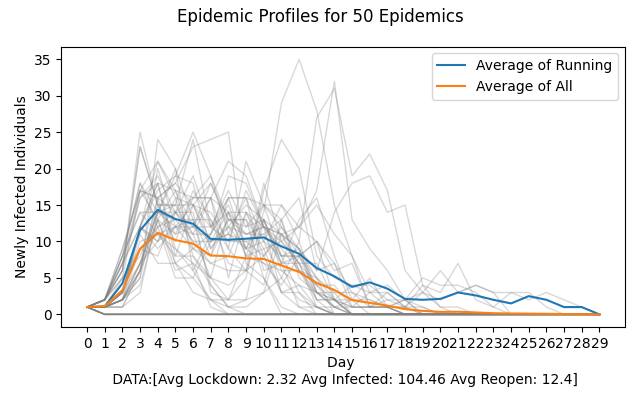 Epidemic Profiles for 50 Epidemics
Average of Running
Average of All
Newly Infected Individuals
35
30
25
20
15
10
5
0
0 1 2 3 4 5 6 7 8 9 10 11 12 13 14 15 16 17 18 19 20 21 22 23 24 25 26 27 28 29
Day
DATA:[Avg Lockdown: 2.32 Avg Infected: 104.46 Avg Reopen: 12.4]